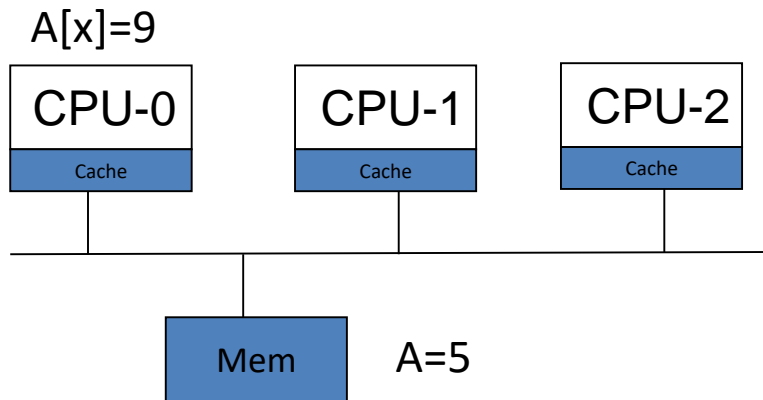 A[x]=9
CPU-0
CPU-1
CPU-2
Cache
Cache
Cache
Mem
A=5